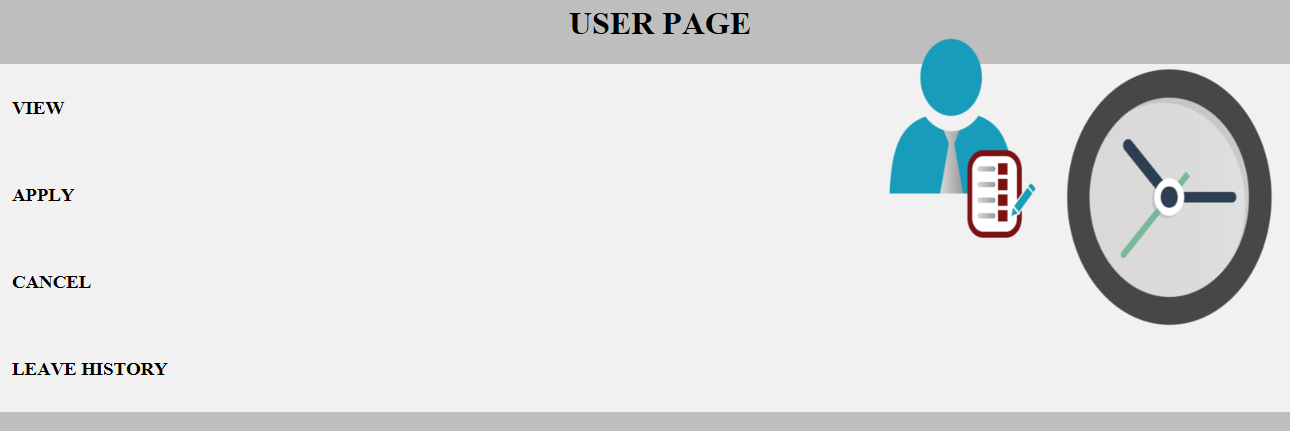 USER PAGE
VIEW
APPLY
CANCEL
LEAVE HISTORY